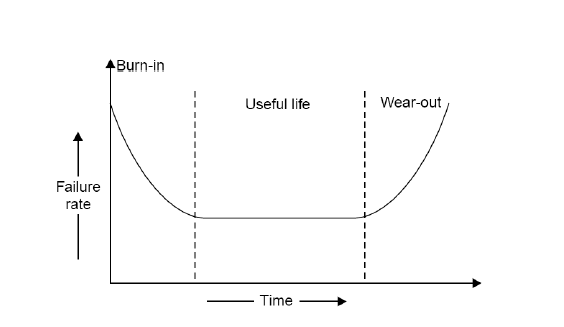 Burn-in
Useful life
Wear-out
Failure
rate
Time